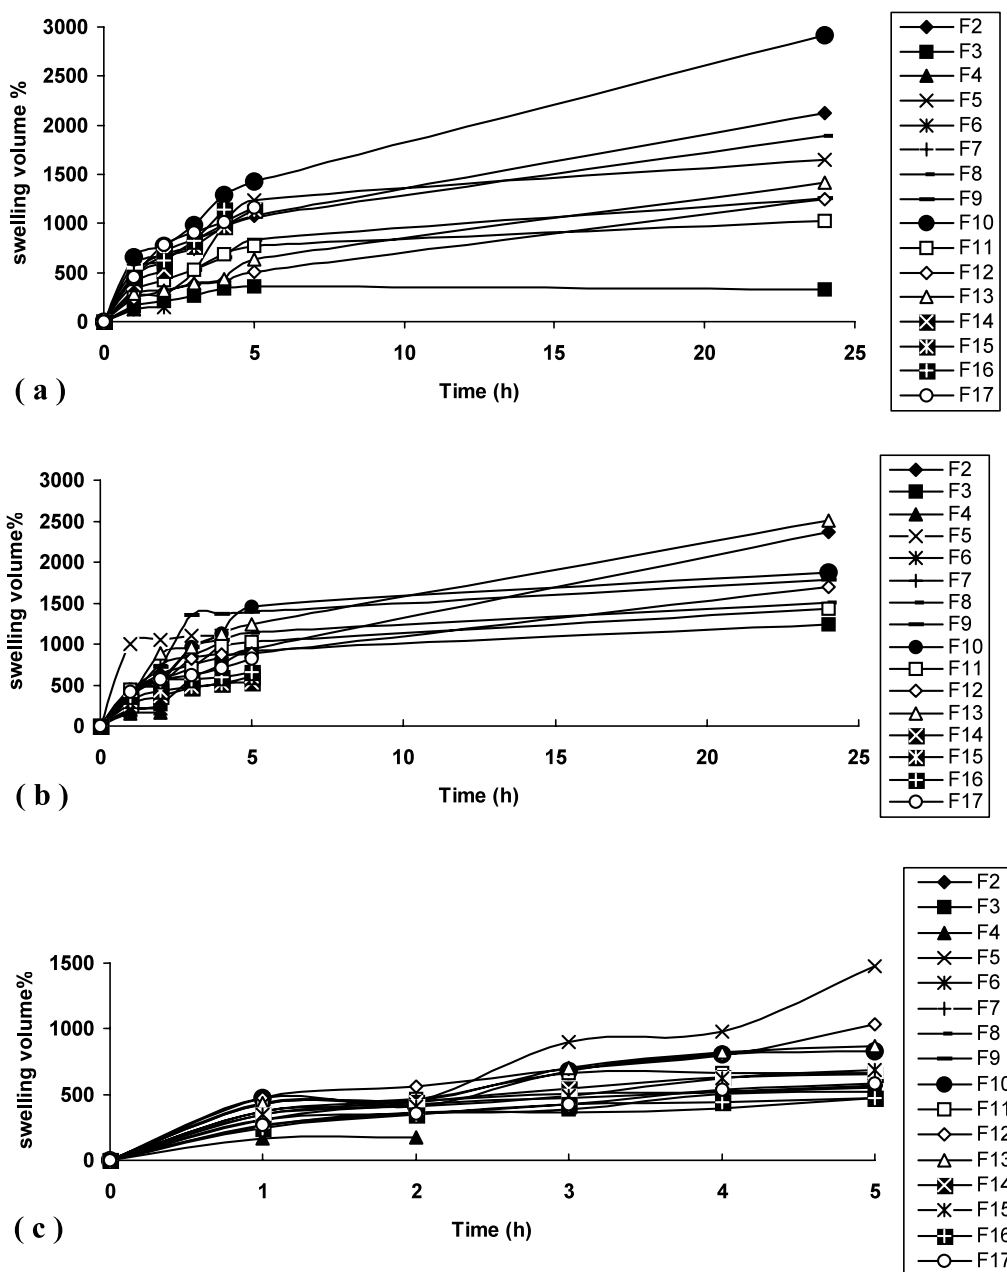 3000
2500
2000
1500
1000
500
0
swelling volume %
0 5 10 15 20 25
Time (h)
( a )
F2
F3
F4
F5
F6
F7
F8
F9
F10
F11
F12
F13
F14
F15
F16
F17
3000
2500
2000
1500
1000
500
0
swelling volume%
0 5 10 15 20 25
Time (h)
( b )
F2
F3
F4
F5
F6
F7
F8
F9
F10
F11
F12
F13
F14
F15
F16
F17
1500
1000
500
0
swelling volume%
0 1 2 3 4 5
Time (h)
( c )
F2
F3
F4
F5
F6
F7
F8
F9
F10
F11
F12
F13
F14
F15
F16
F17